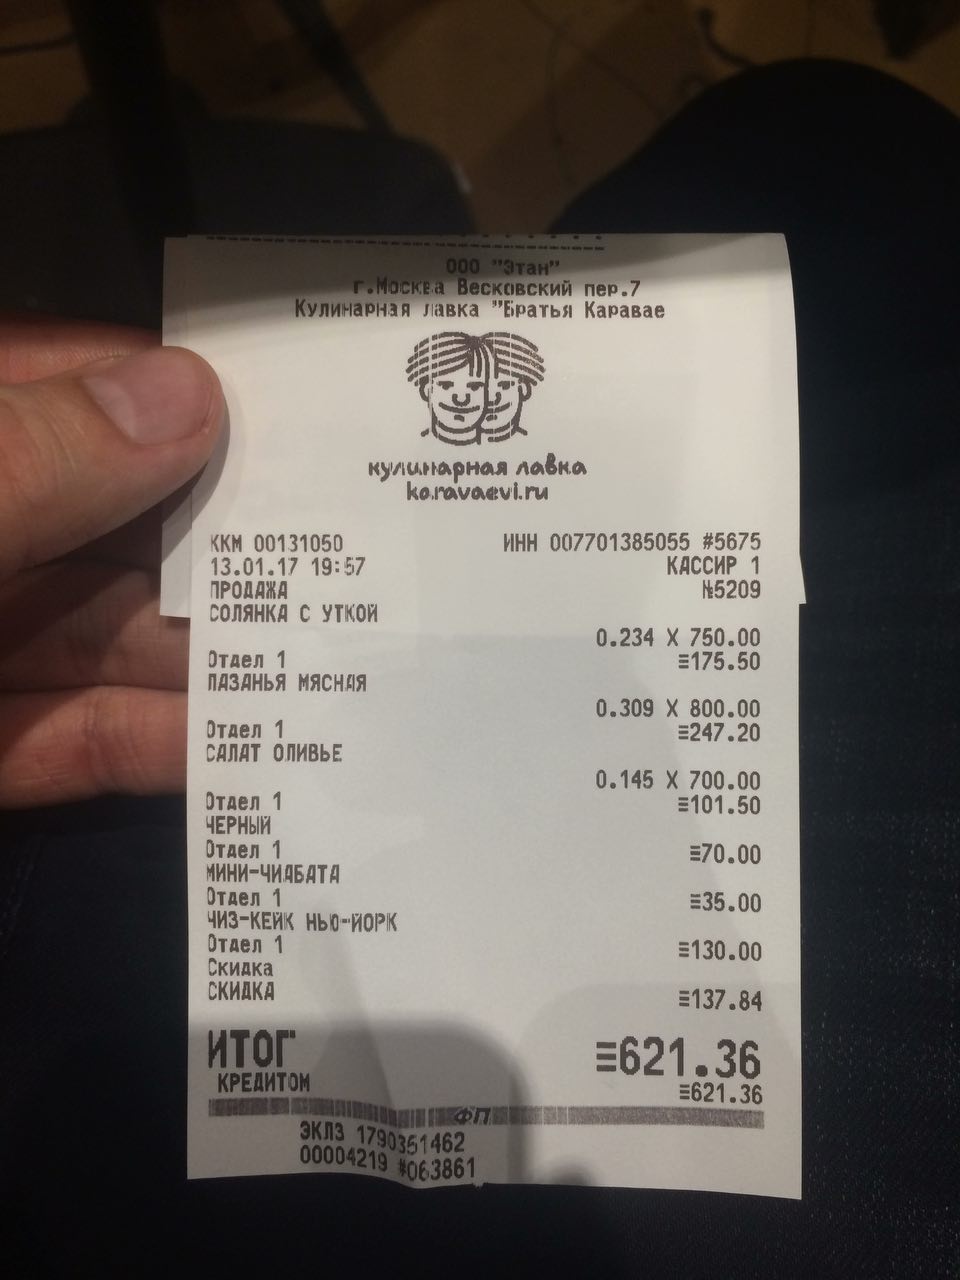 ООО "Этан"
г.Москва Весковский пер.7
Кулинарная лавка "Братья Каравае
кулинарная лавка
karavaevi.ru
ККМ 00131050 ИНН 007701385055 #5675
13.01.17 19:57 КАССИР 1
ПРОДАЖА №5209
СОЛЯНКА С УТКОЙ
0.234 X 750.00
Отдел 1 ≡175.50
ЛАЗАНЬЯ МЯСНАЯ
0.309 X 800.00
Отдел 1 ≡247.20
САЛАТ ОЛИВЬЕ
0.145 X 700.00
Отдел 1 ≡101.50
ЧЕРНЫЙ
Отдел 1 ≡70.00
МИНИ-ЧИАБАТА
Отдел 1 ≡35.00
ЧИЗ-КЕЙК НЬЮ-ЙОРК
Отдел 1 ≡130.00
Скидка
СКИДКА ≡137.84
ИТОГ ≡621.36
КРЕДИТОМ ≡621.36
ФП
ЭКЛЗ 1790351462
00004219 #063861